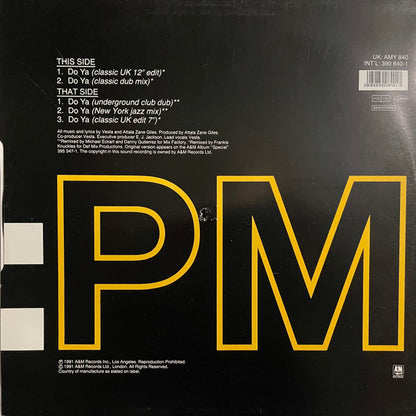 THIS SIDE
1. Do Ya (classic UK 12" edit)*
2. Do Ya (classic dub mix)*
THAT SIDE
1. Do Ya (underground club dub)**
2. Do Ya (New York jazz mix)**
3. Do Ya (classic UK edit 7")*
All music and lyrics by Vesta and Attala Zane Giles. Produced by Attala Zane Giles.
Co-producer Vesta. Executive producer E. J. Jackson. Lead vocals Vesta.
**Remixed by Michael Eckart and Danny Gutierrez for Mix Factory. *Remixed by Frankie
Knuckles for Def Mix Productions. Original version appears on the A&M Album "Special"
395 347-1. The copyright in this sound recording is owned by A&M Records Ltd.
UK: AMY 840
INT'L: 390 840-1
:PM
℗ 1991 A&M Records Inc., Los Angeles. Reproduction Prohibited.
© 1991 A&M Records Ltd., London. All Rights Reserved.
Country of manufacture as stated on label.
A&M
RECORDS